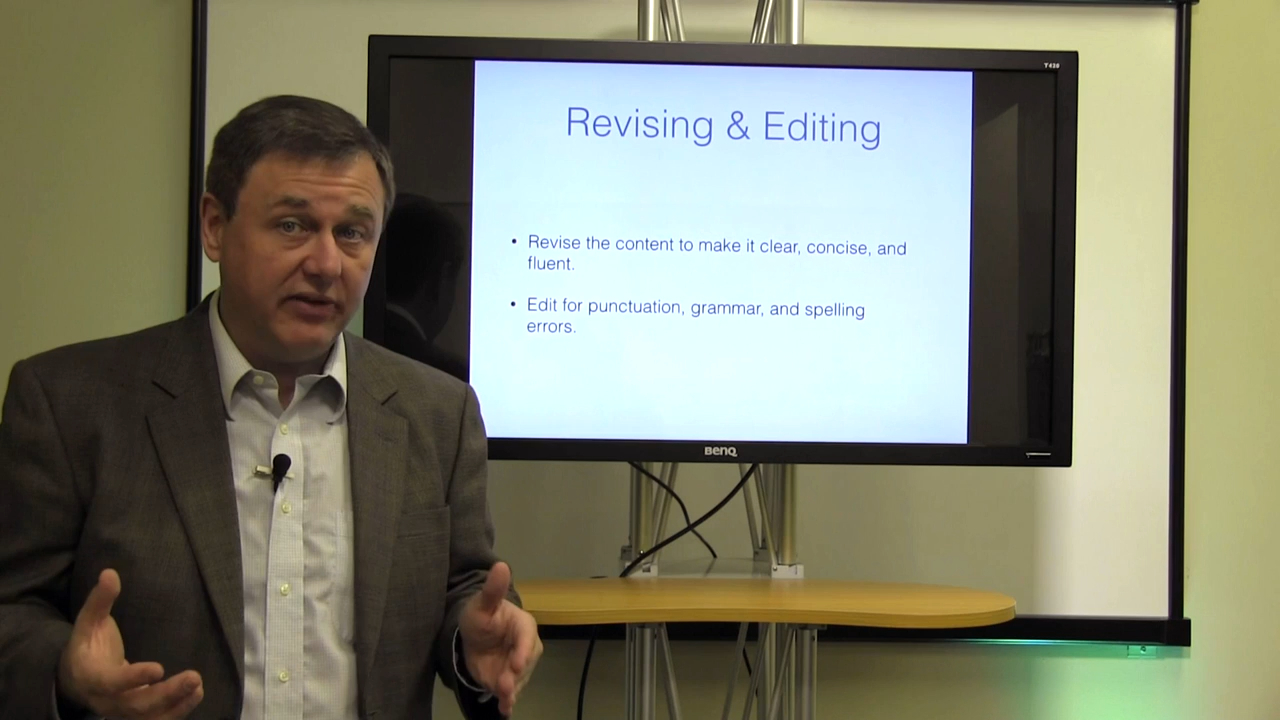 T420
Revising & Editing
• Revise the content to make it clear, concise, and
fluent.
• Edit for punctuation, grammar, and spelling
errors.
BenQ